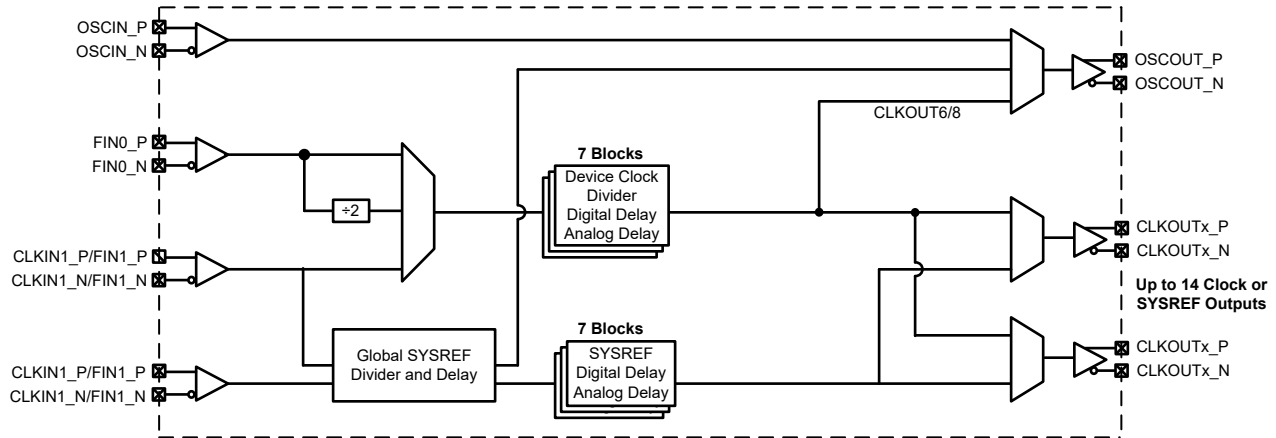 OSCIN_P
OSCIN_N
OSCOUT_P
OSCOUT_N
CLKOUT6/8
FIN0_P
FIN0_N
÷2
7 Blocks
Device Clock
Divider
Digital Delay
Analog Delay
CLKIN1_P/FIN1_P
CLKIN1_N/FIN1_N
CLKOUTx_P
CLKOUTx_N
Up to 14 Clock or
SYSREF Outputs
Global SYSREF
Divider and Delay
7 Blocks
SYSREF
Digital Delay
Analog Delay
CLKIN1_P/FIN1_P
CLKIN1_N/FIN1_N
CLKOUTx_P
CLKOUTx_N